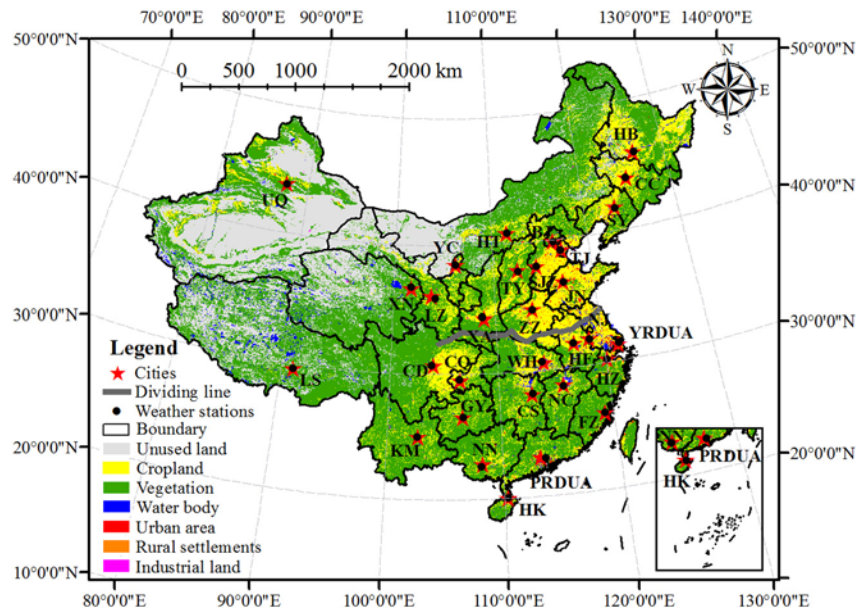 70°0'0"E 80°0'0"E 90°0'0"E 110°0'0"E 130°0'0"E 140°0'0"E
50°0'0"N
50°0'0"N
0 500 1000 2000 km
N
W E
S
HB
40°0'0"N
40°0'0"N
CC
UQ
HT
YC
TJ
TY
SJZ
JN
XN
LZ
ZZ
30°0'0"N
30°0'0"N
XA
YRDUA
Legend
Cities
Dividing line
Weather stations
Boundary
Unused land
Cropland
Vegetation
Water body
Urban area
Rural settlements
Industrial land
LS
CD
CQ
WH
HF
HZ
NC
CS
GY
FZ
20°0'0"N
20°0'0"N
KM
NN
PRDUA
HK
NN
PRDUA
HK
10°0'0"N
10°0'0"N
80°0'0"E 90°0'0"E 100°0'0"E 110°0'0"E 120°0'0"E 130°0'0"E